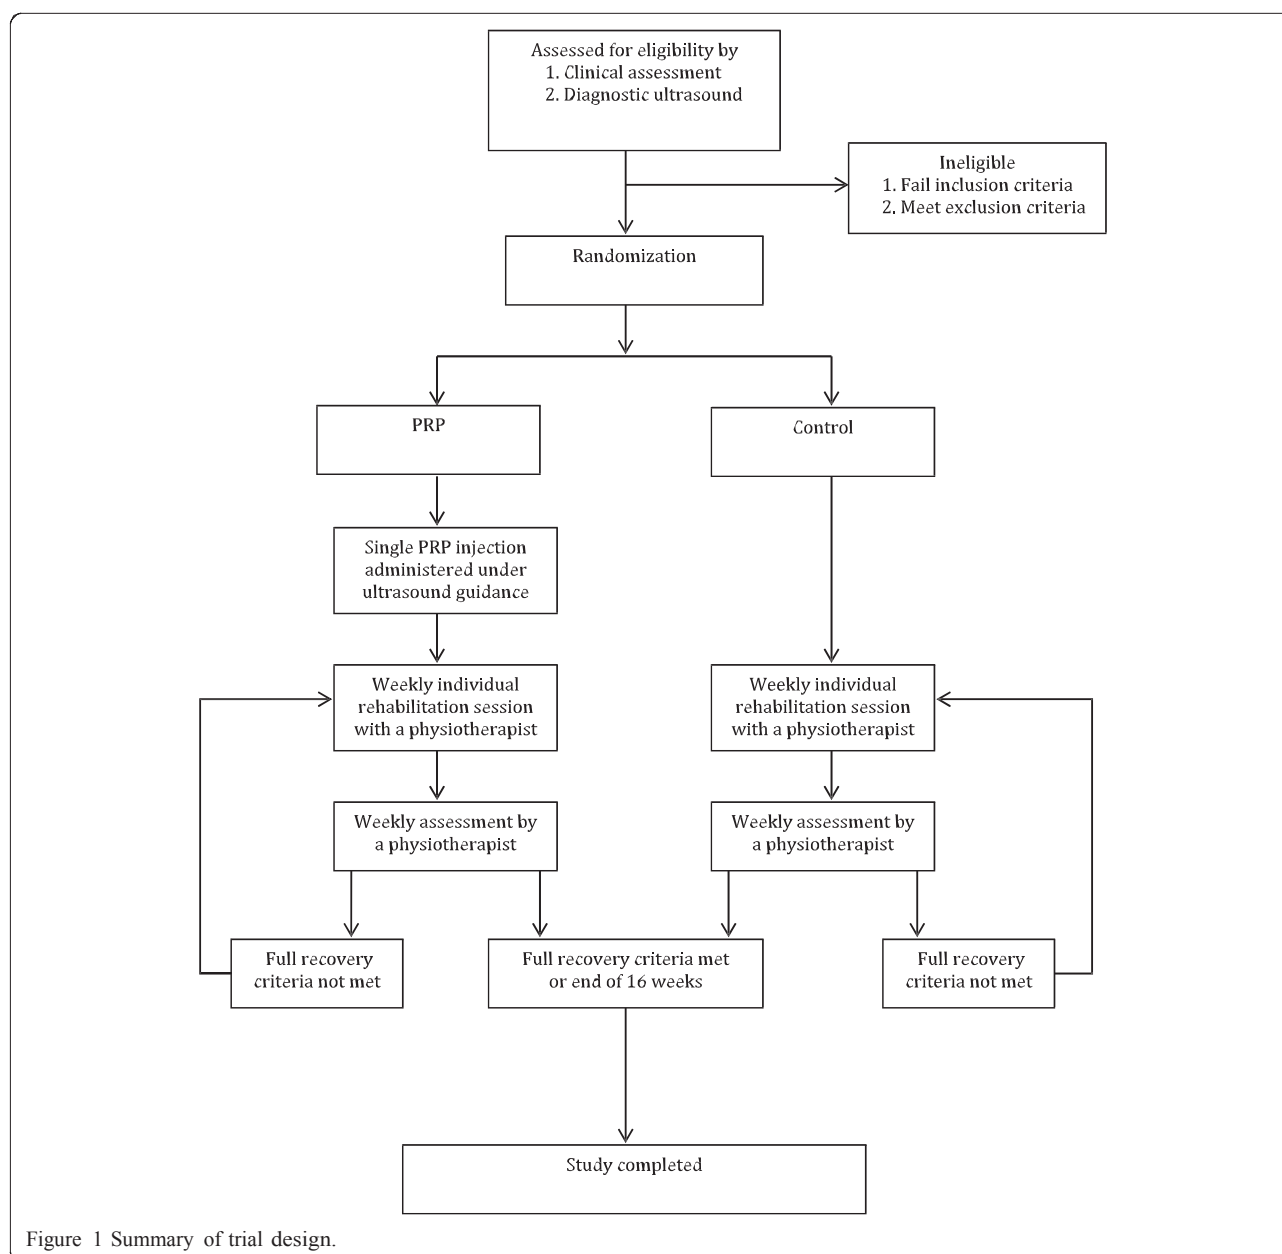 Assessed for eligibility by
1. Clinical assessment
2. Diagnostic ultrasound
Ineligible
1. Fail inclusion criteria
2. Meet exclusion criteria
Randomization
PRP
Control
Single PRP injection
administered under
ultrasound guidance
Weekly individual
rehabilitation session
with a physiotherapist
Weekly individual
rehabilitation session
with a physiotherapist
Weekly assessment by
a physiotherapist
Weekly assessment by
a physiotherapist
Full recovery
criteria not met
Full recovery criteria met
or end of 16 weeks
Full recovery
criteria not met
Study completed
Figure 1 Summary of trial design.